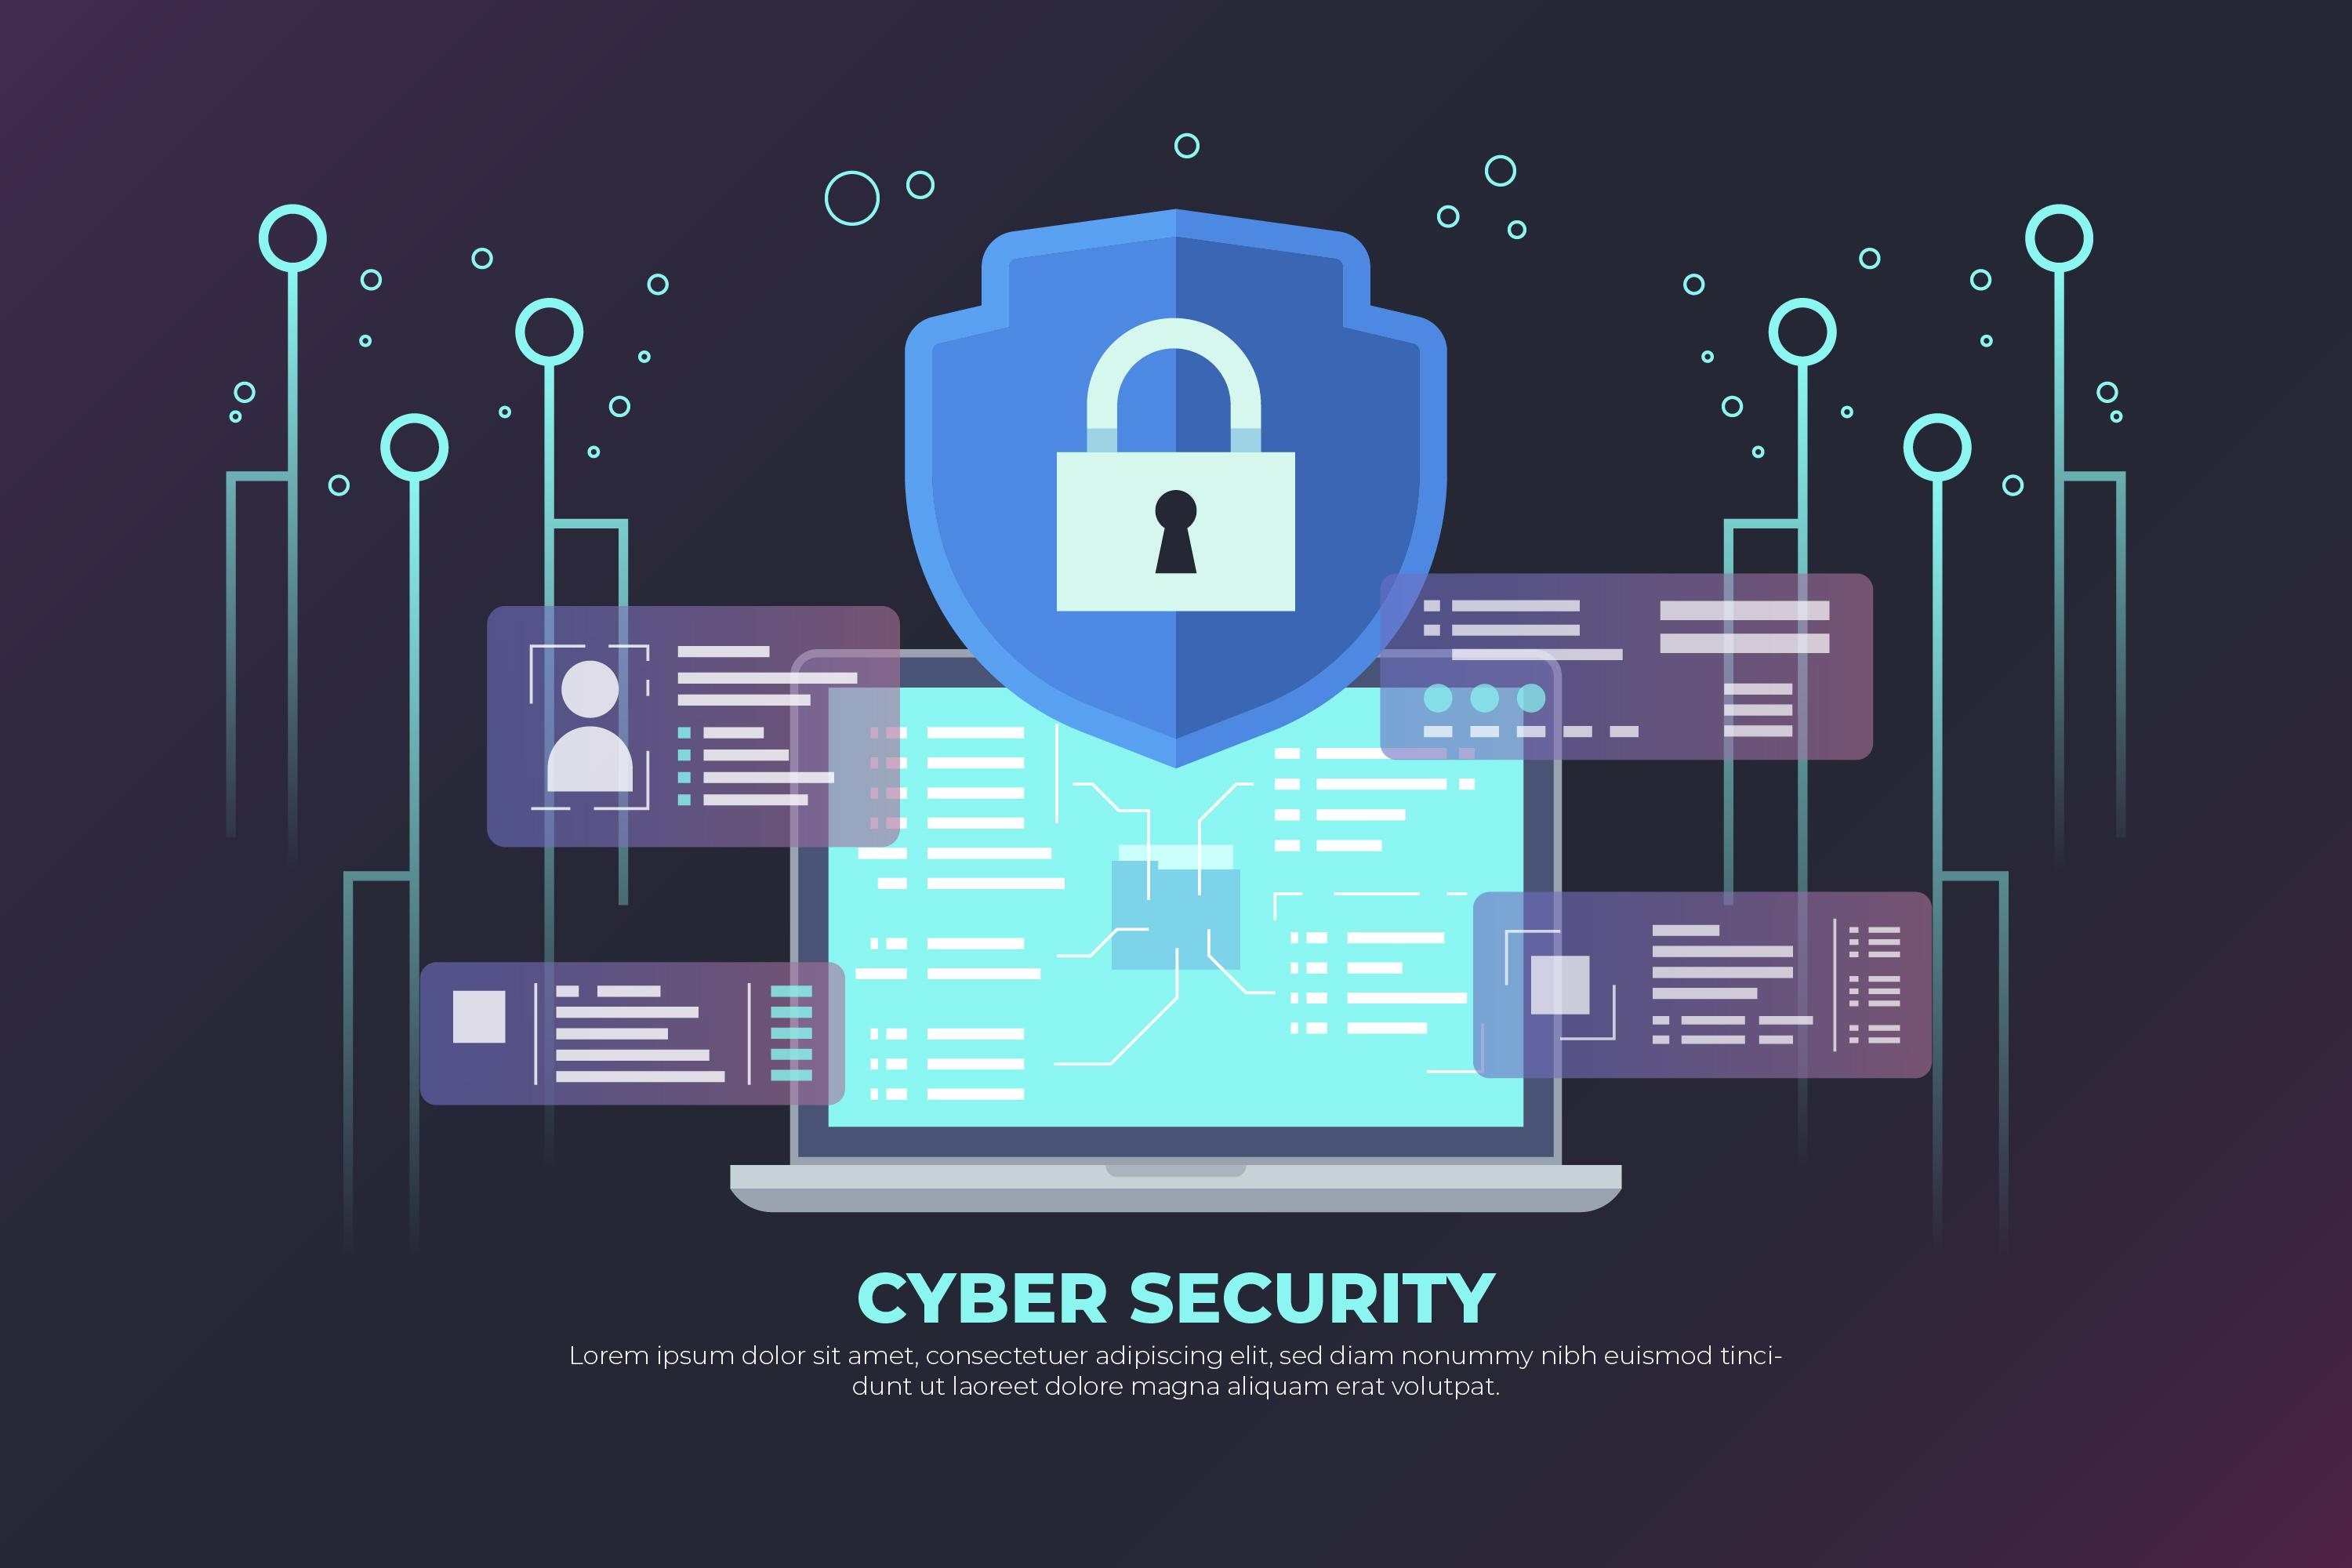 CYBER SECURITY
Lorem ipsum dolor sit amet, consectetuer adipiscing elit, sed diam nonummy nibh euismod tinci-
dunt ut laoreet dolore magna aliquam erat volutpat.